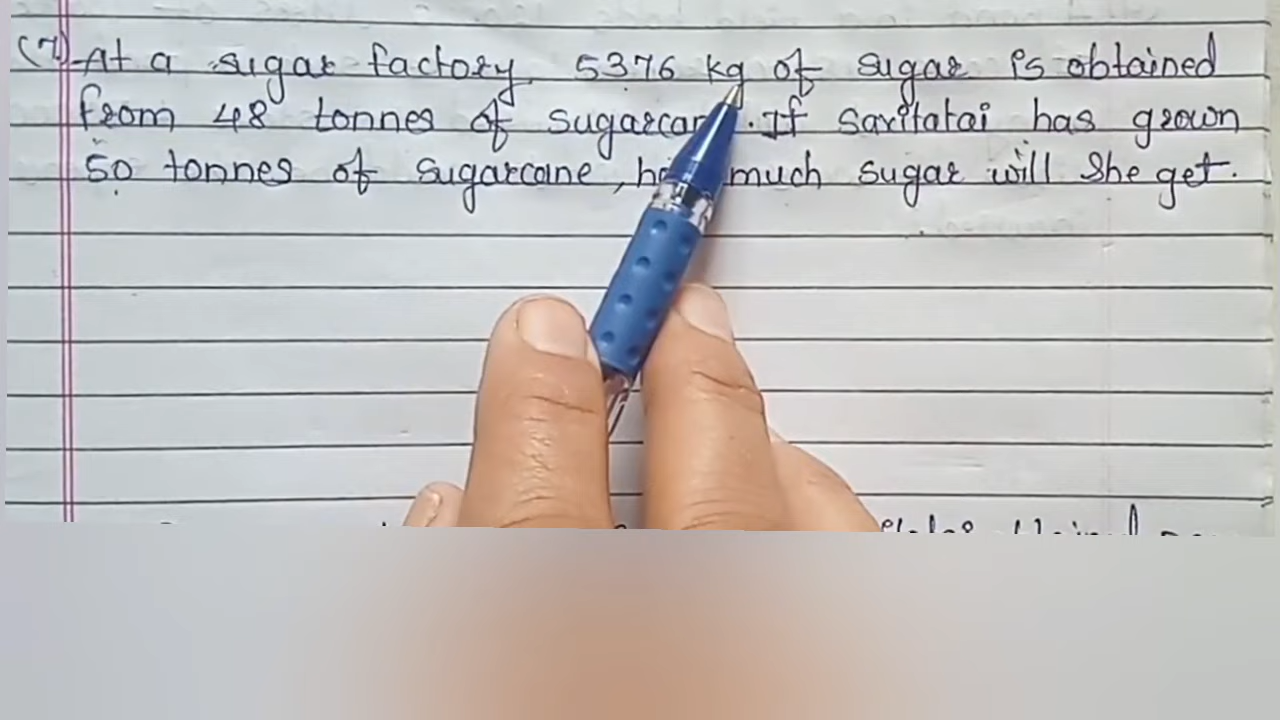 (7) At a sugar factory, 5376 kg of sugar is obtained
from 48 tonnes of sugarcan . If Saritatai has grown
50 tonnes of sugarcane, much sugar will she get.